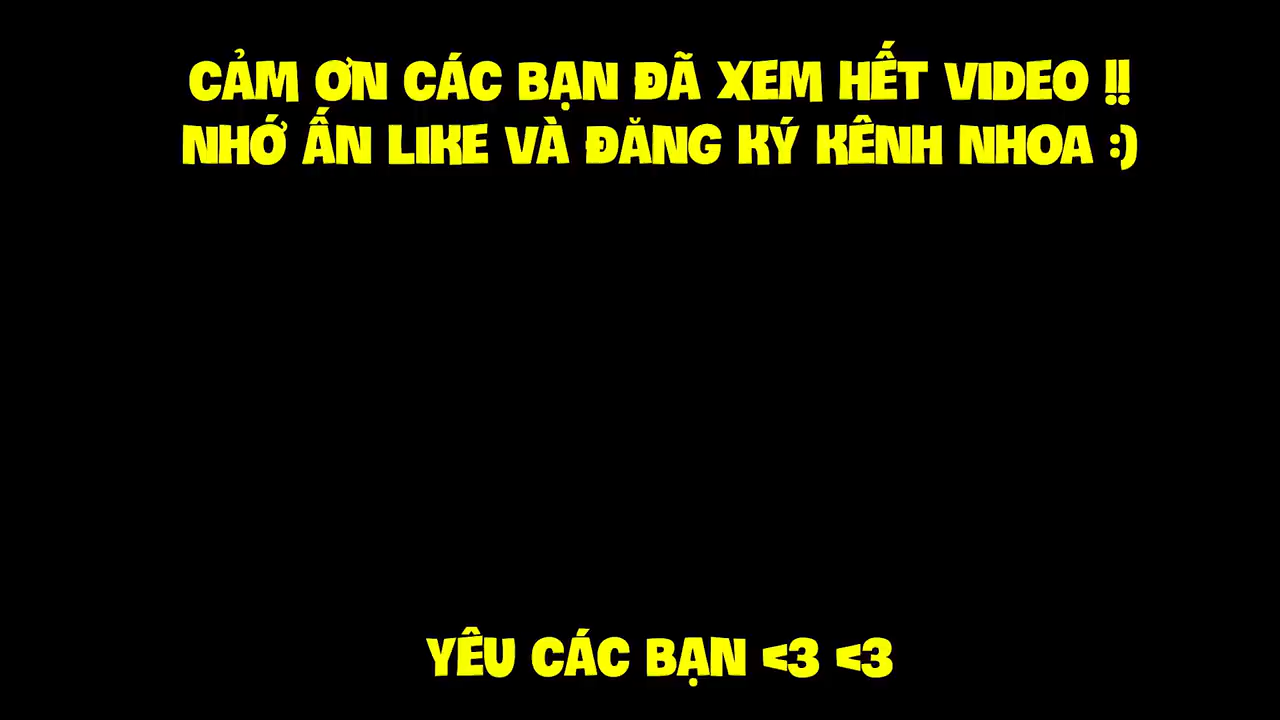 CẢM ƠN CÁC BẠN ĐÃ XEM HẾT VIDEO !!
NHỚ ẤN LIKE VÀ ĐĂNG KÝ KÊNH NHOA :)
YÊU CÁC BẠN <3 <3